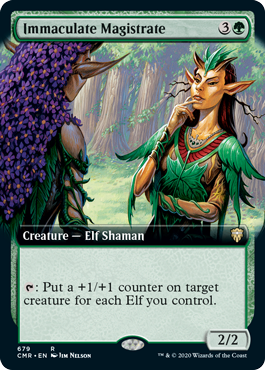 Immaculate Magistrate 3
Creature — Elf Shaman
: Put a +1/+1 counter on target
creature for each Elf you control.
2/2
679 R
CMR • EN Jim Nelson
™ & © 2020 Wizards of the Coast